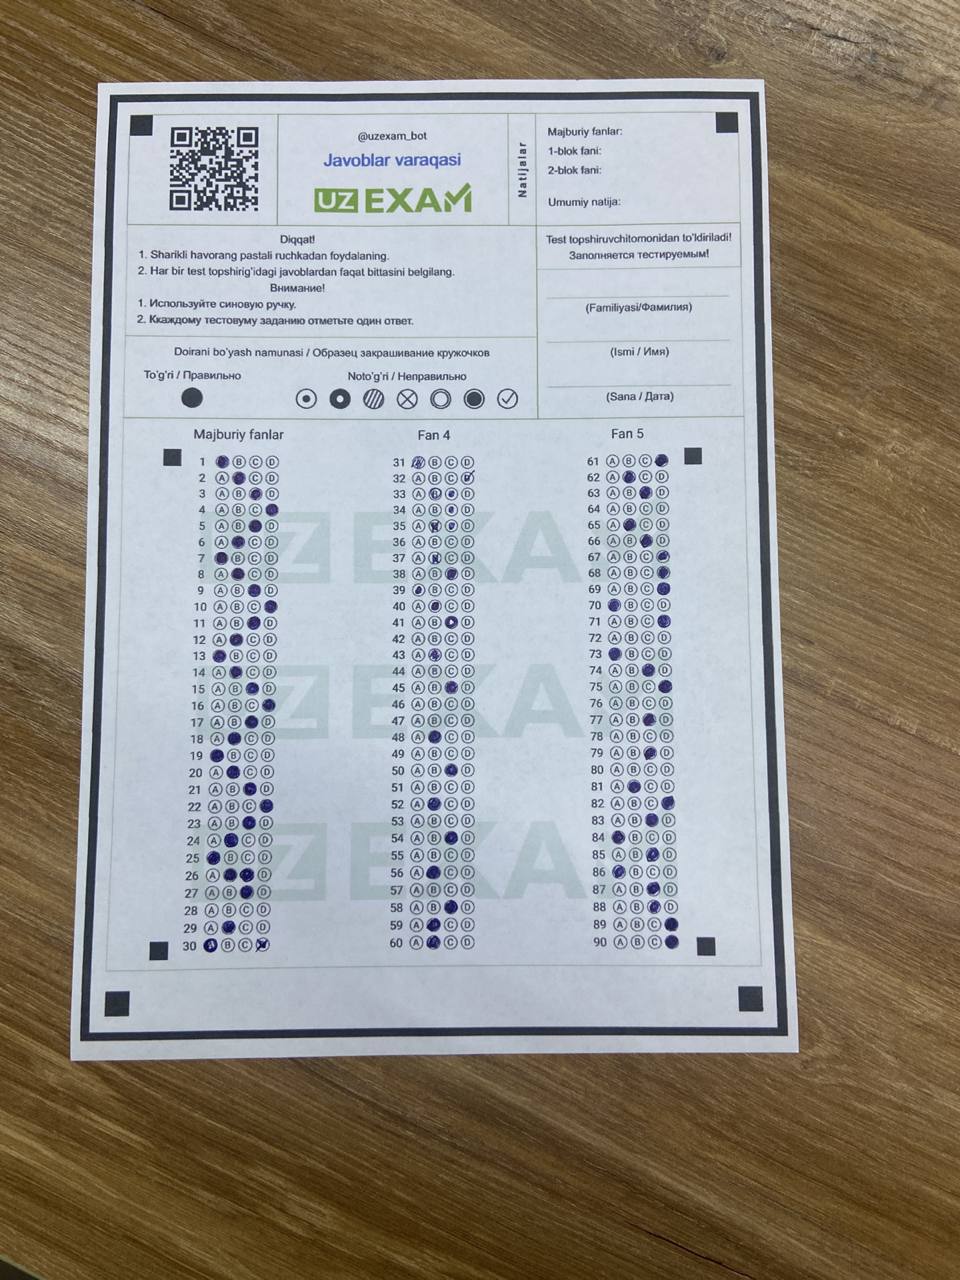 @uzexam_bot
Javoblar varaqasi
UZ EXAM
Natijalar
Majburiy fanlar:
1-blok fani:
2-blok fani:
Umumiy natija:
Diqqat!
1. Sharikli havorang pastali ruchkadan foydalaning.
2. Har bir test topshirig'idagi javoblardan faqat bittasini belgilang.
Внимание!
1. Используйте синовую ручку.
2. Ккаждому тестовуму заданию отметьте один ответ.
Test topshiruvchitomonidan to'ldiriladi!
Заполняется тестируемым!
(Familiyasi/Фамилия)
(Ismi / Имя)
(Sana / Дата)
Doirani bo'yash namunasi / Образец закрашивание кружочков
To'g'ri / Правильно
Noto'g'ri / Неправильно
Majburiy fanlar
1 B C D
2 A C D
3 A B D
4 A B C
5 A B D
6 A C D
7 B C D
8 A C D
9 A B D
10 A B C
11 A B D
12 A C D
13 B C D
14 A C D
15 A B D
16 A B C
17 A B D
18 A C D
19 B C D
20 A C D
21 A B D
22 A B C
23 A B D
24 A C D
25 B C D
26 A D
27 A B D
28 A B C D
29 A C D
30 B C
Fan 4
31 B C D
32 A B C D
33 A D
34 A B D
35 A D
36 A B C D
37 A C D
38 A B D
39 B C D
40 A C D
41 A B D
42 A B C D
43 A C D
44 A B C D
45 A B D
46 A B C D
47 A B C D
48 A C D
49 A B C D
50 A B D
51 A B C D
52 A C D
53 A B C D
54 A B D
55 A B C D
56 A C D
57 A B C D
58 A B D
59 A C D
60 A C D
Fan 5
61 A B C
62 A C D
63 A B D
64 A B C D
65 A C D
66 A B D
67 A B C
68 A B C
69 A B C
70 B C D
71 A B C
72 A B C D
73 B C D
74 A B D
75 A B C
76 A B C D
77 A B D
78 A B C D
79 A B D
80 A B C D
81 A C D
82 A B C
83 A B D
84 B C D
85 A B D
86 B C D
87 A B D
88 A B D
89 A B C
90 A B C
ZEXA
ZEXA
ZEXA